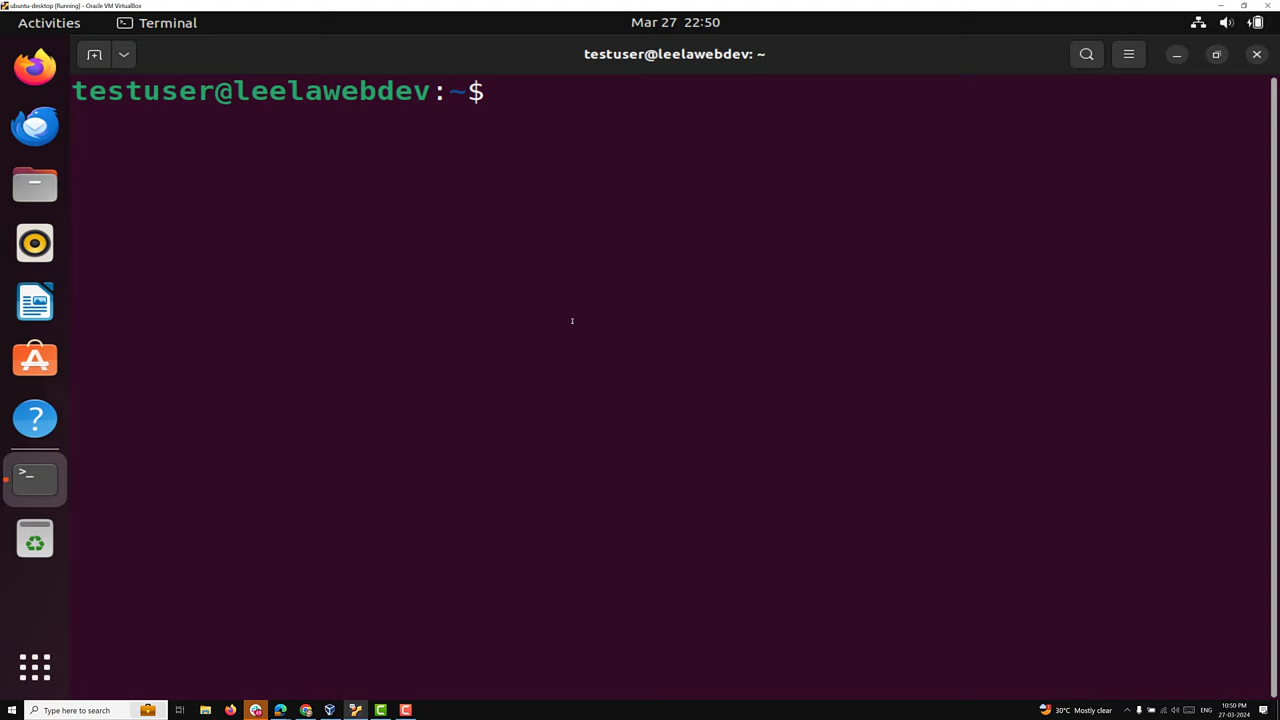 ubuntu-desktop [Running] - Oracle VM VirtualBox
Activities
Terminal
Mar 27 22:50
testuser@leelawebdev: ~
testuser@leelawebdev:~$
>_
?
Type here to search
30°C Mostly clear
ENG
10:50 PM
27-03-2024